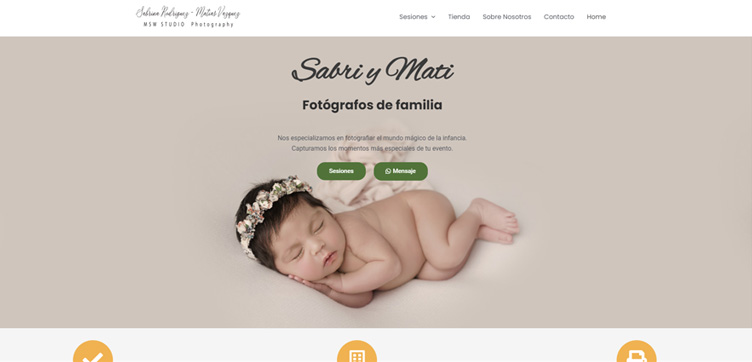 Sabrina Rodriguez - Matias Vazquez
MSW STUDIO Photography
Sesiones
Tienda
Sobre Nosotros
Contacto
Home
Sabri y Mati
Fotógrafos de familia
Nos especializamos en fotografiar el mundo mágico de la infancia.
Capturamos los momentos más especiales de tu evento.
Sesiones
Mensaje